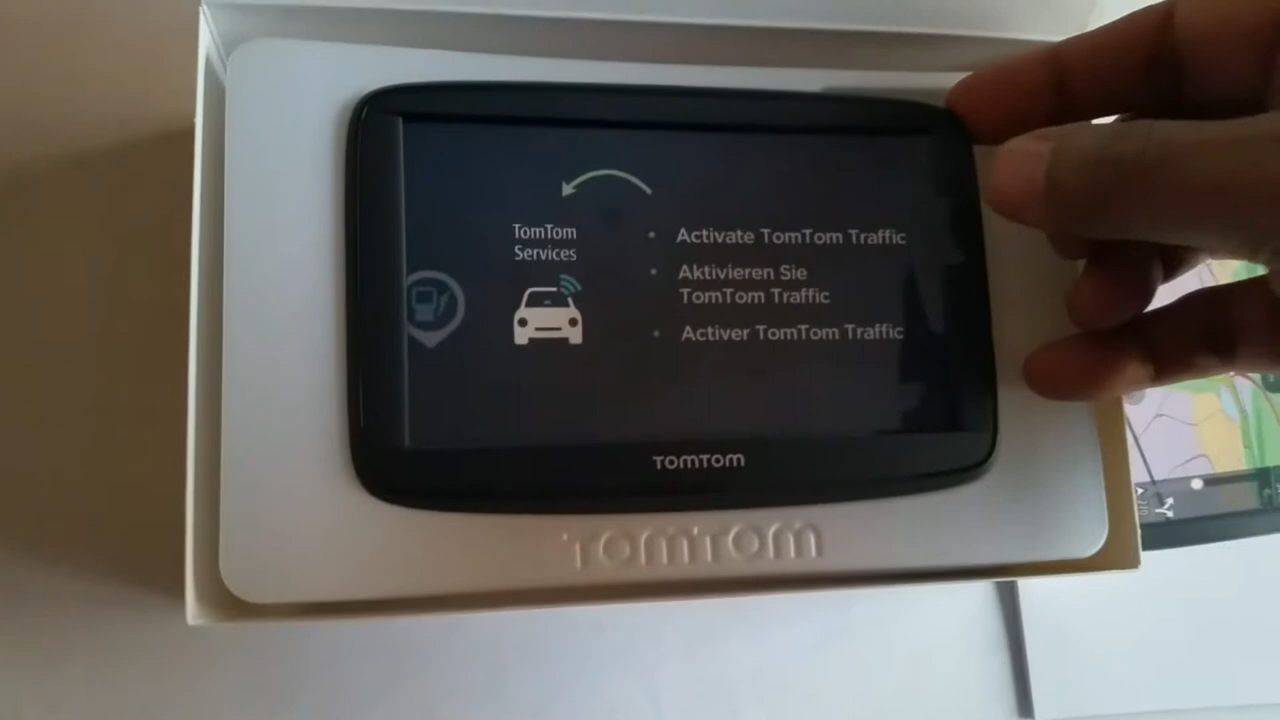 TomTom
Services
• Activate TomTom Traffic
• Aktivieren Sie
TomTom Traffic
• Activer TomTom Traffic
TOMTOM
TOMTOM